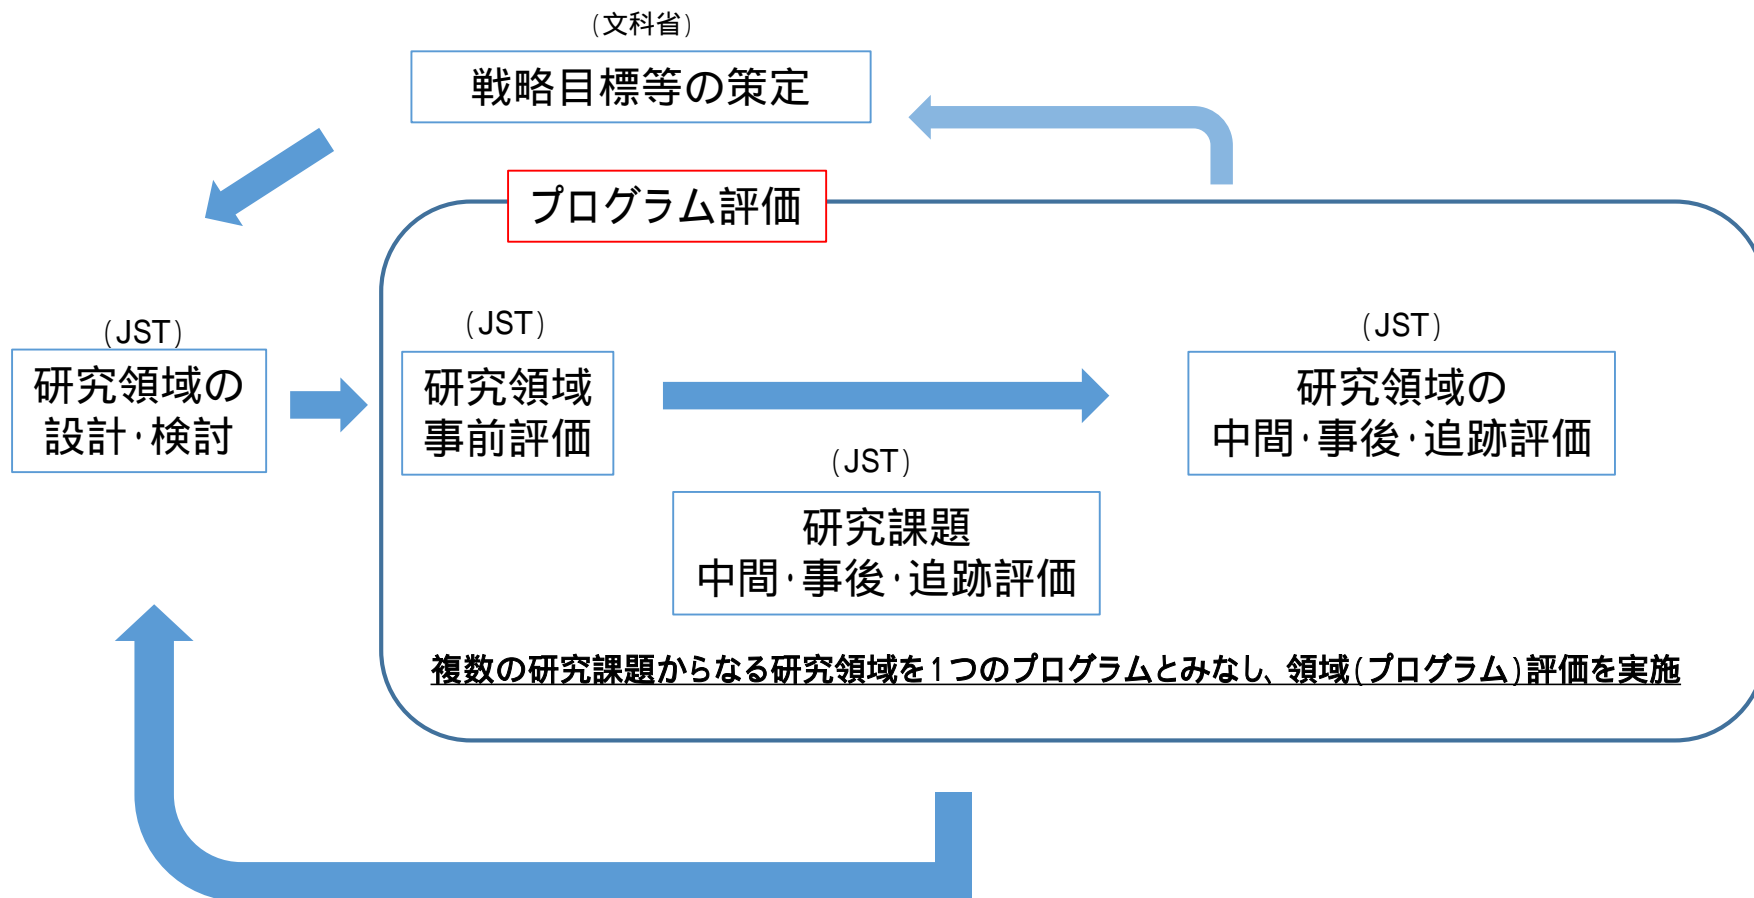 (文科省)
戦略目標等の策定
プログラム評価
(JST)
研究領域の
設計・検討
(JST)
研究領域
事前評価
(JST)
研究領域の
中間・事後・追跡評価
(JST)
研究課題
中間・事後・追跡評価
複数の研究課題からなる研究領域を1つのプログラムとみなし、領域(プログラム)評価を実施